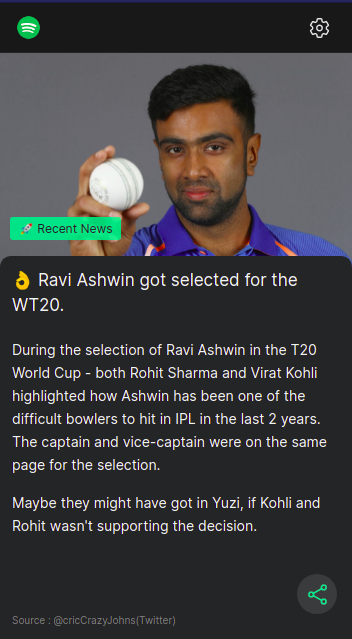 🚀 Recent News
👌 Ravi Ashwin got selected for the
WT20.
During the selection of Ravi Ashwin in the T20
World Cup - both Rohit Sharma and Virat Kohli
highlighted how Ashwin has been one of the
difficult bowlers to hit in IPL in the last 2 years.
The captain and vice-captain were on the same
page for the selection.
Maybe they might have got in Yuzi, if Kohli and
Rohit wasn't supporting the decision.
Source : @cricCrazyJohns(Twitter)